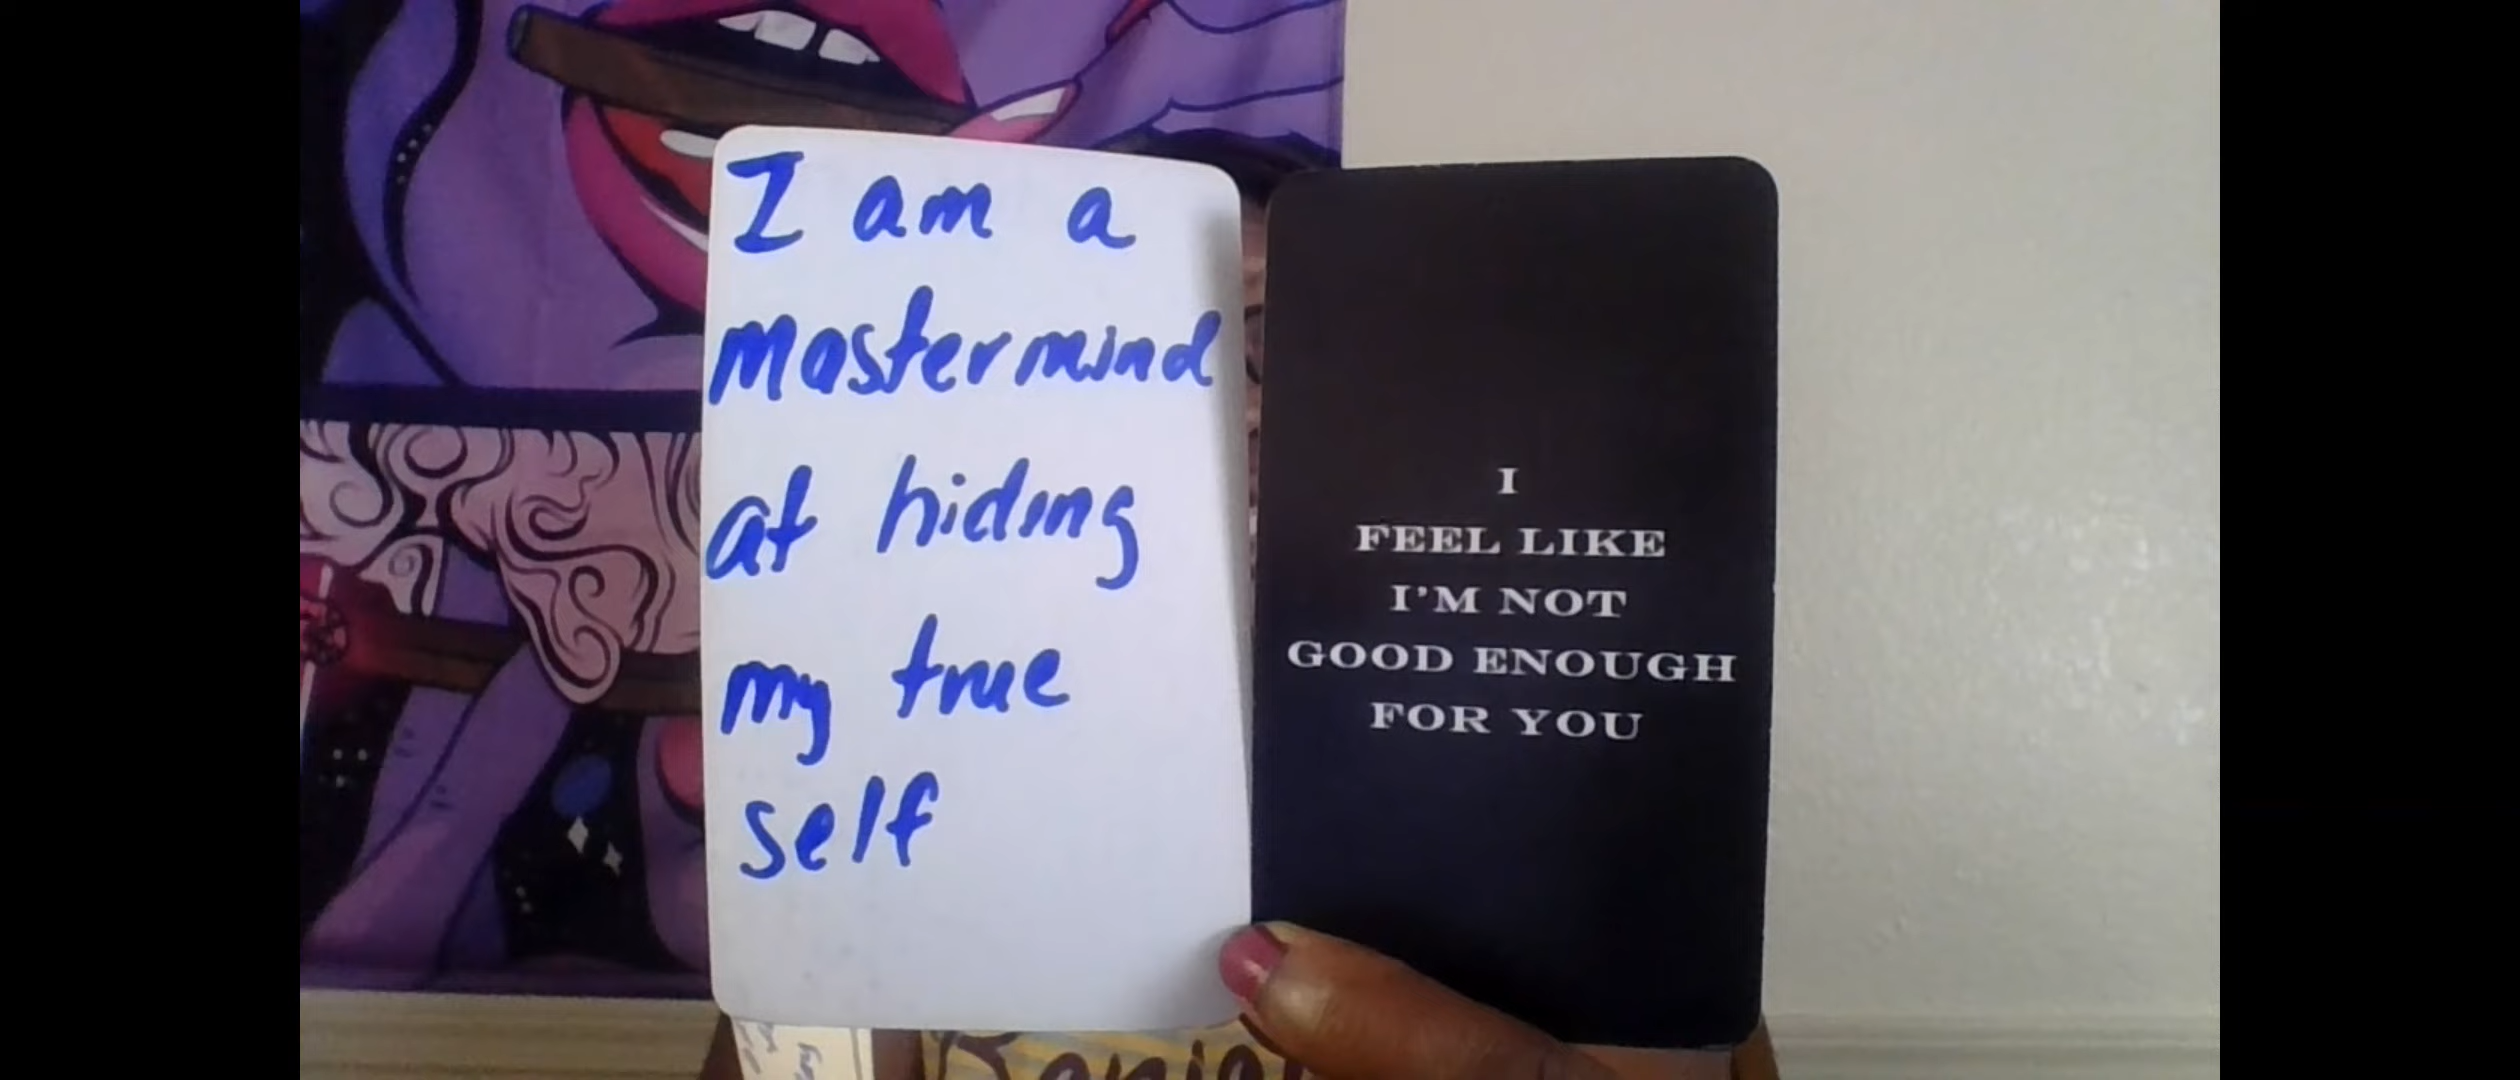 I am a
mastermind
at hiding
my true
self
I
FEEL LIKE
I'M NOT
GOOD ENOUGH
FOR YOU